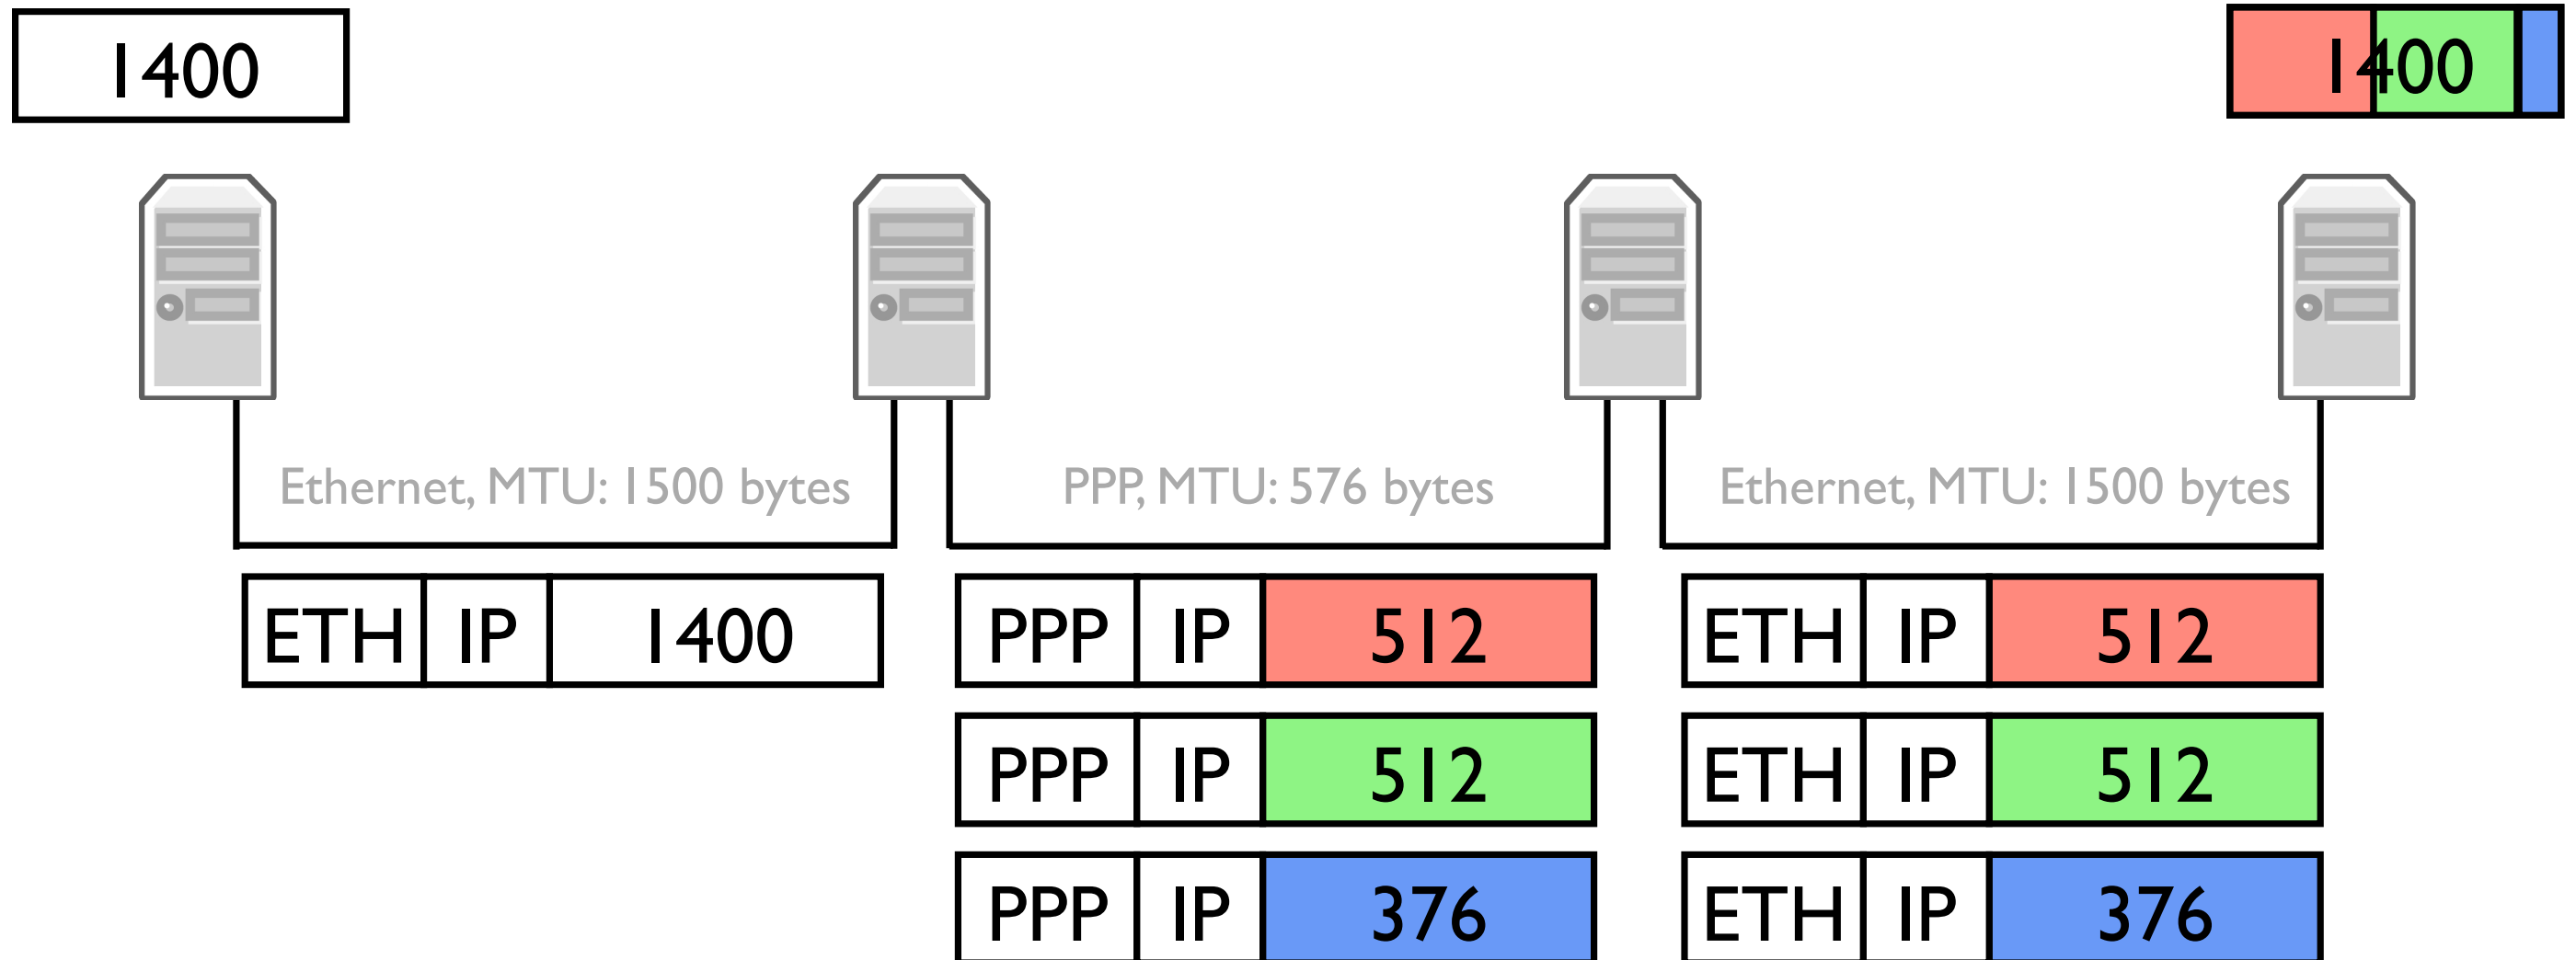 1400
1400
Ethernet, MTU: 1500 bytes
PPP, MTU: 576 bytes
Ethernet, MTU: 1500 bytes
ETH IP 1400
PPP IP 512
ETH IP 512
PPP IP 512
ETH IP 512
PPP IP 376
ETH IP 376